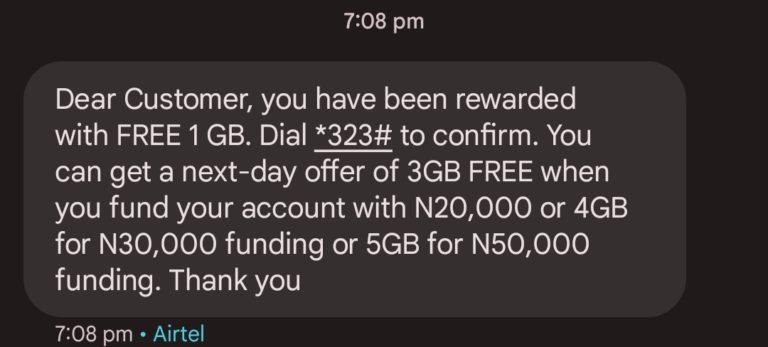 7:08 pm
Dear Customer, you have been rewarded
with FREE 1 GB. Dial *323# to confirm. You
can get a next-day offer of 3GB FREE when
you fund your account with N20,000 or 4GB
for N30,000 funding or 5GB for N50,000
funding. Thank you
7:08 pm • Airtel